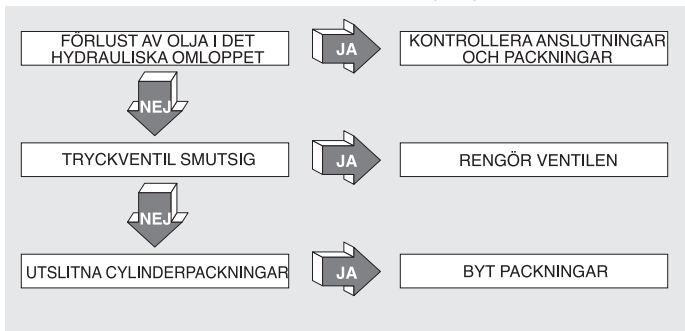 FÖRLUST AV OLJA I DET
HYDRAULISKA OMLOPPET
JA
KONTROLLERA ANSLUTNINGAR
OCH PACKNINGAR
NEJ
TRYCKVENTIL SMUTSIG
JA
RENGÖR VENTILEN
NEJ
UTSLITNA CYLINDERPACKNINGAR
JA
BYT PACKNINGAR